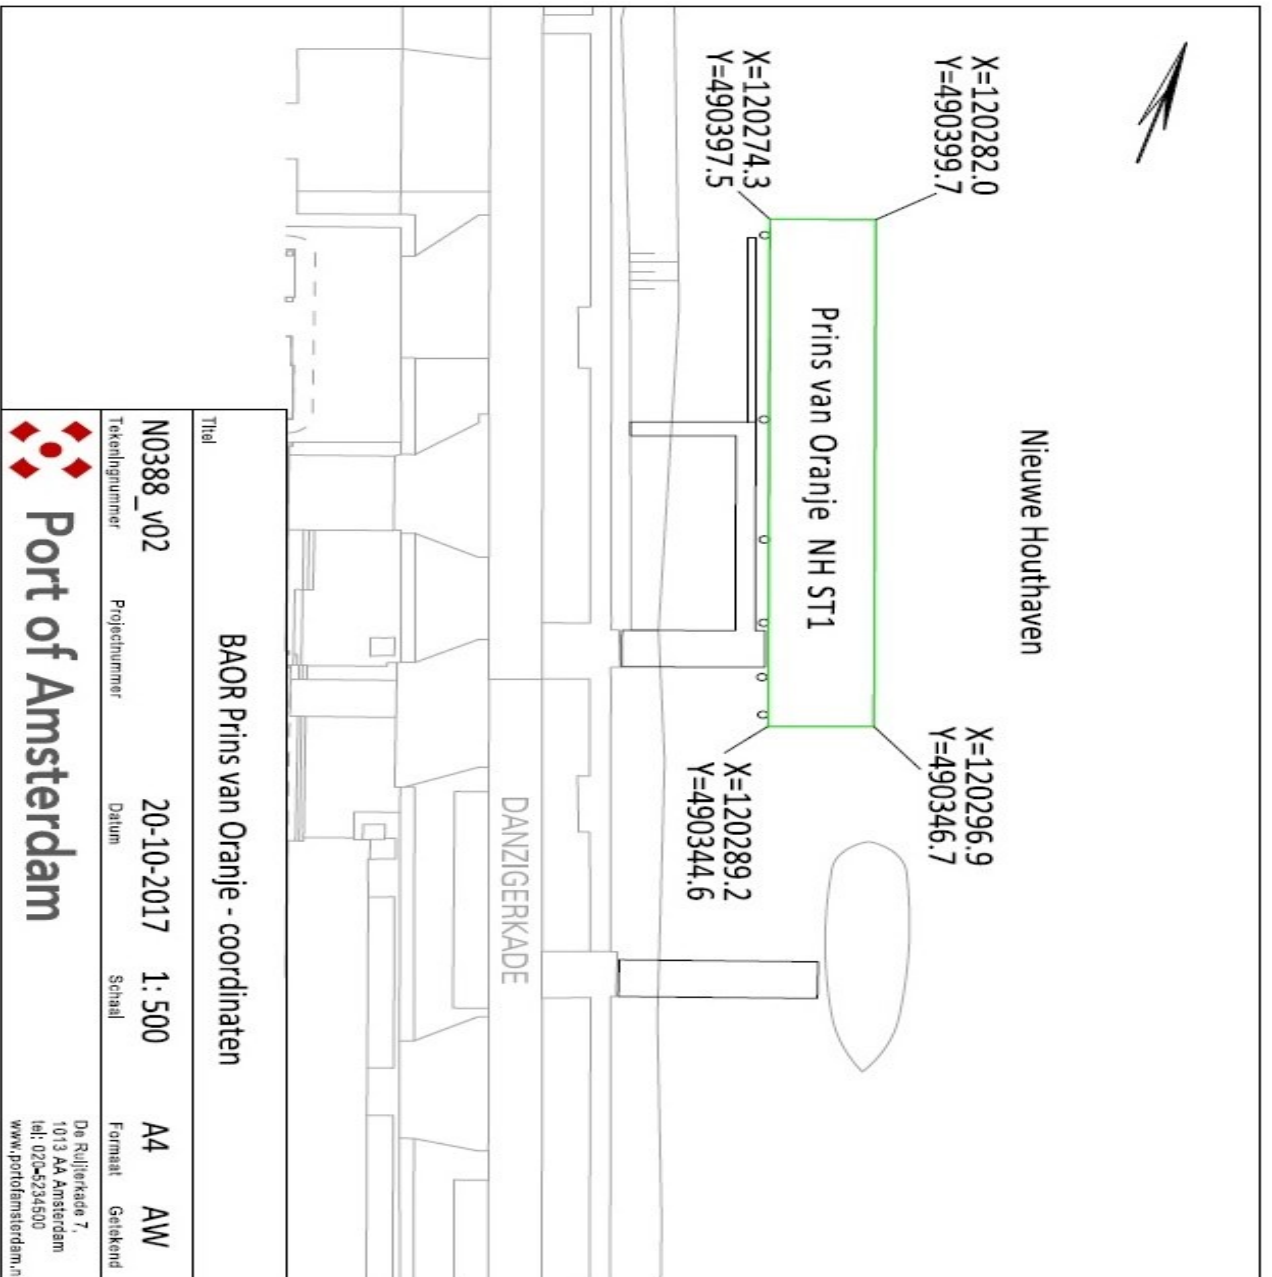 X=120282.0
Y=490399.7
X=120274.3
Y=490397.5
Nieuwe Houthaven
Prins van Oranje NH ST1
X=120296.9
Y=490346.7
X=120289.2
Y=490344.6
DANZIGERKADE
Titel
BAOR Prins van Oranje - coordinaten
N0388_v02 20-10-2017 1: 500 A4 AW
Tekeningnummer Projectnummer Datum Schaal Formaat Getekend
Port of Amsterdam
De Ruijterkade 7,
1013 AA Amsterdam
tel: 020-5234500
www.portofamsterdam.n